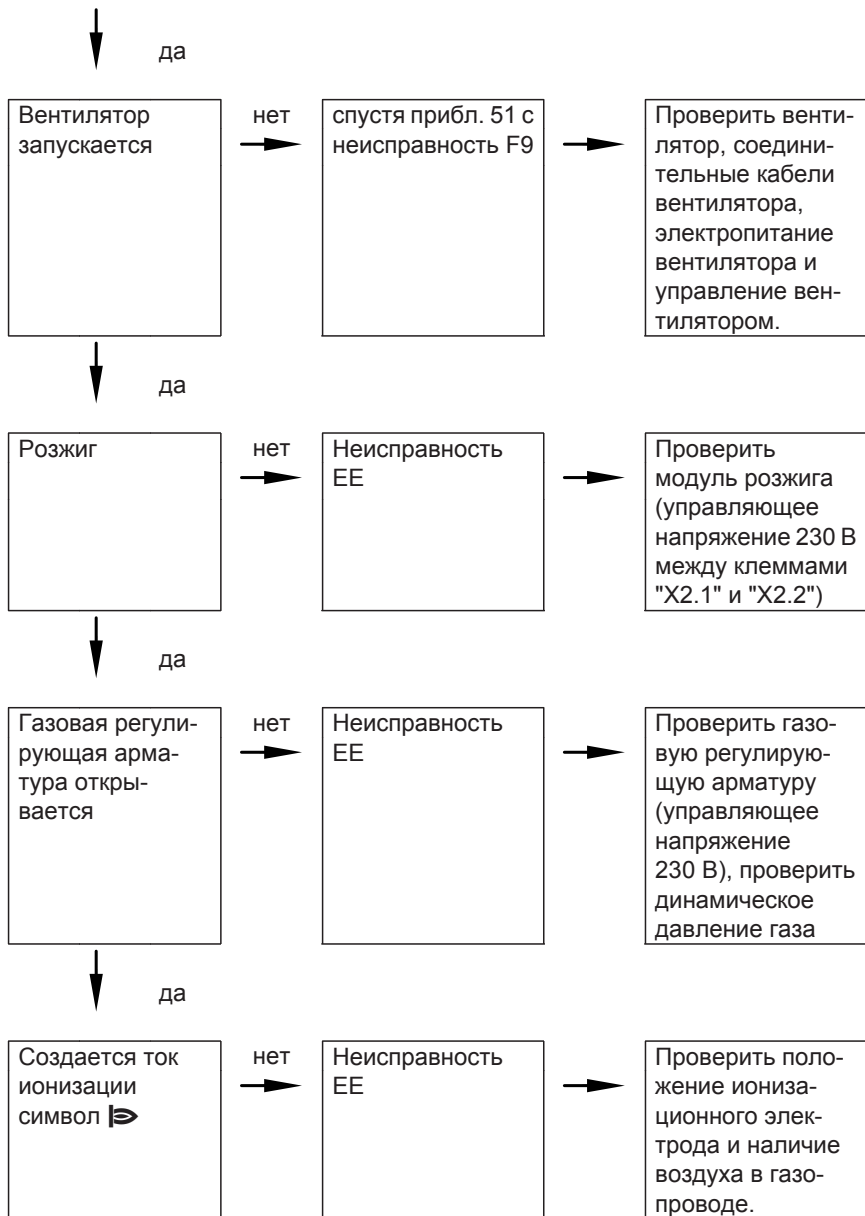 да
Вентилятор
запускается
нет
спустя прибл. 51 с
неисправность F9
Проверить венти-
лятор, соедини-
тельные кабели
вентилятора,
электропитание
вентилятора и
управление вен-
тилятором.
да
Розжиг
нет
Неисправность
EE
Проверить
модуль розжига
(управляющее
напряжение 230 В
между клеммами
"X2.1" и "X2.2")
да
Газовая регули-
рующая арма-
тура откры-
вается
нет
Неисправность
EE
Проверить газо-
вую регулирую-
щую арматуру
(управляющее
напряжение
230 В), проверить
динамическое
давление газа
да
Создается ток
ионизации
символ
нет
Неисправность
EE
Проверить поло-
жение иониза-
ционного элек-
трода и наличие
воздуха в газо-
проводе.